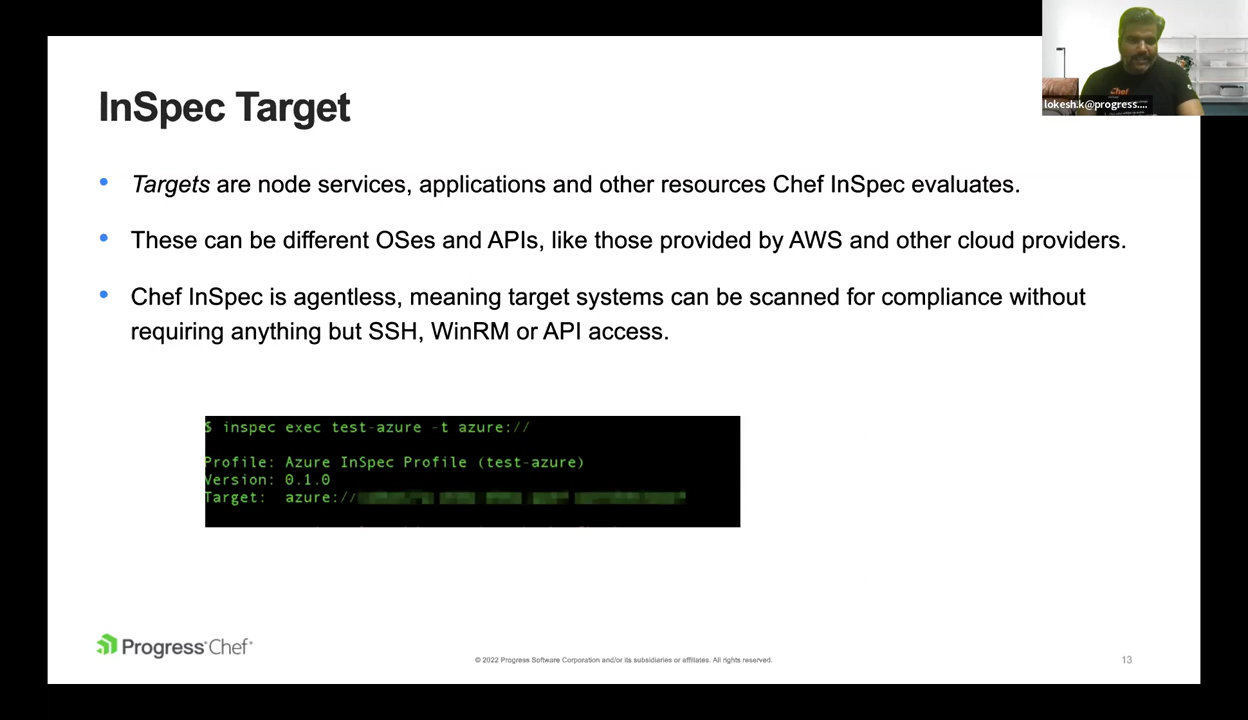 InSpec Target
• Targets are node services, applications and other resources Chef InSpec evaluates.
• These can be different OSes and APIs, like those provided by AWS and other cloud providers.
• Chef InSpec is agentless, meaning target systems can be scanned for compliance without
requiring anything but SSH, WinRM or API access.
Chef
lokesh.k@progress....
$ inspec exec test-azure -t azure://
Profile: Azure InSpec Profile (test-azure)
Version: 0.1.0
Target: azure://
Progress® Chef®
© 2022 Progress Software Corporation and/or its subsidiaries or affiliates. All rights reserved.
13